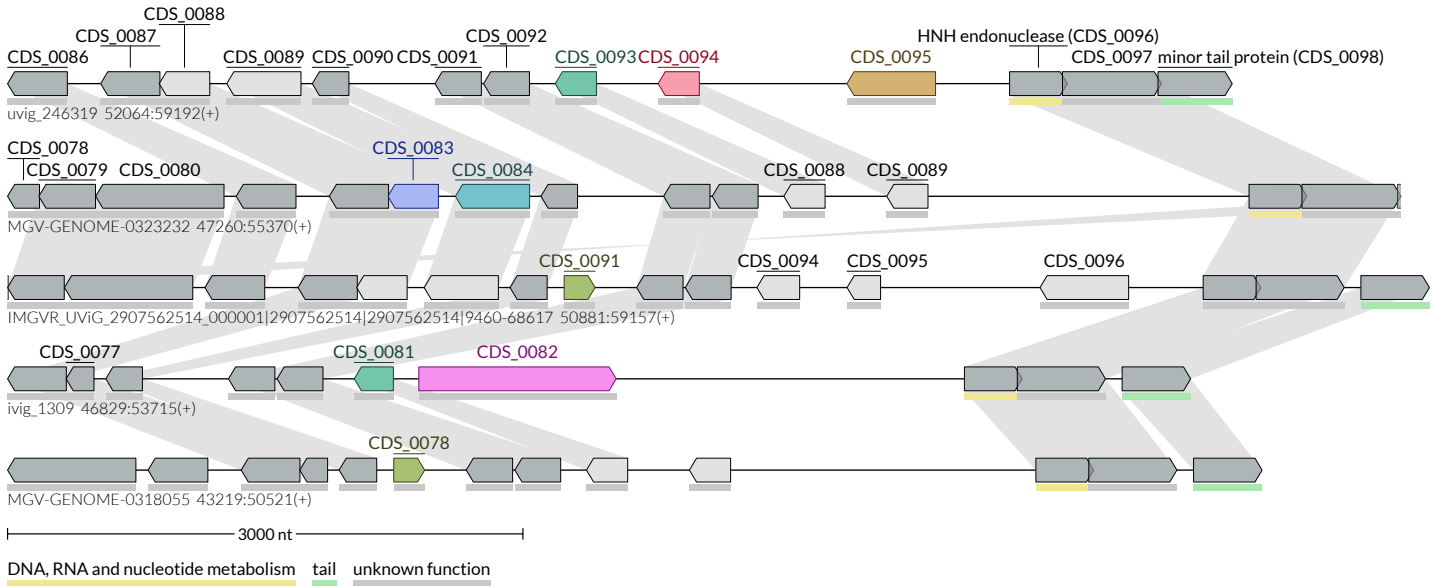 CDS_0088
CDS_0087 CDS_0092 HNH endonuclease (CDS_0096)
CDS_0086 CDS_0089 CDS_0090 CDS_0091 CDS_0093 CDS_0094 CDS_0095 CDS_0097 minor tail protein (CDS_0098)
uvig_246319 52064:59192(+)
CDS_0078 CDS_0083
CDS_0079 CDS_0080 CDS_0084 CDS_0088 CDS_0089
MGV-GENOME-0323232 47260:55370(+)
CDS_0091 CDS_0094 CDS_0095 CDS_0096
IMGVR_UViG_2907562514_000001|2907562514|2907562514|9460-68617 50881:59157(+)
CDS_0077 CDS_0081 CDS_0082
ivig_1309 46829:53715(+)
CDS_0078
MGV-GENOME-0318055 43219:50521(+)
3000 nt
DNA, RNA and nucleotide metabolism tail unknown function